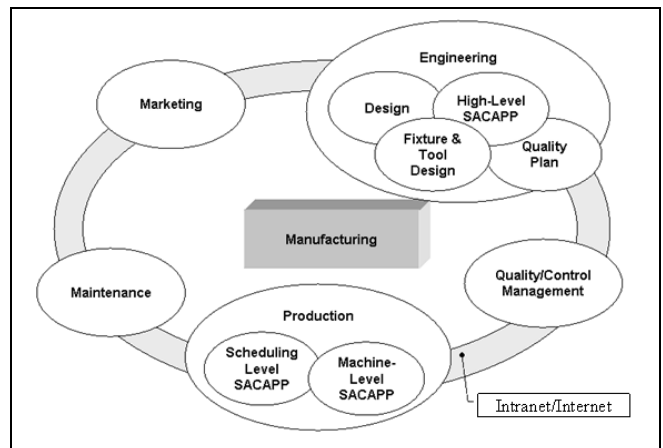 Engineering
Marketing
Design
High-Level
SACAPP
Fixture &
Tool
Design
Quality
Plan
Manufacturing
Maintenance
Quality/Control
Management
Production
Scheduling
Level
SACAPP
Machine-
Level
SACAPP
Intranet/Internet